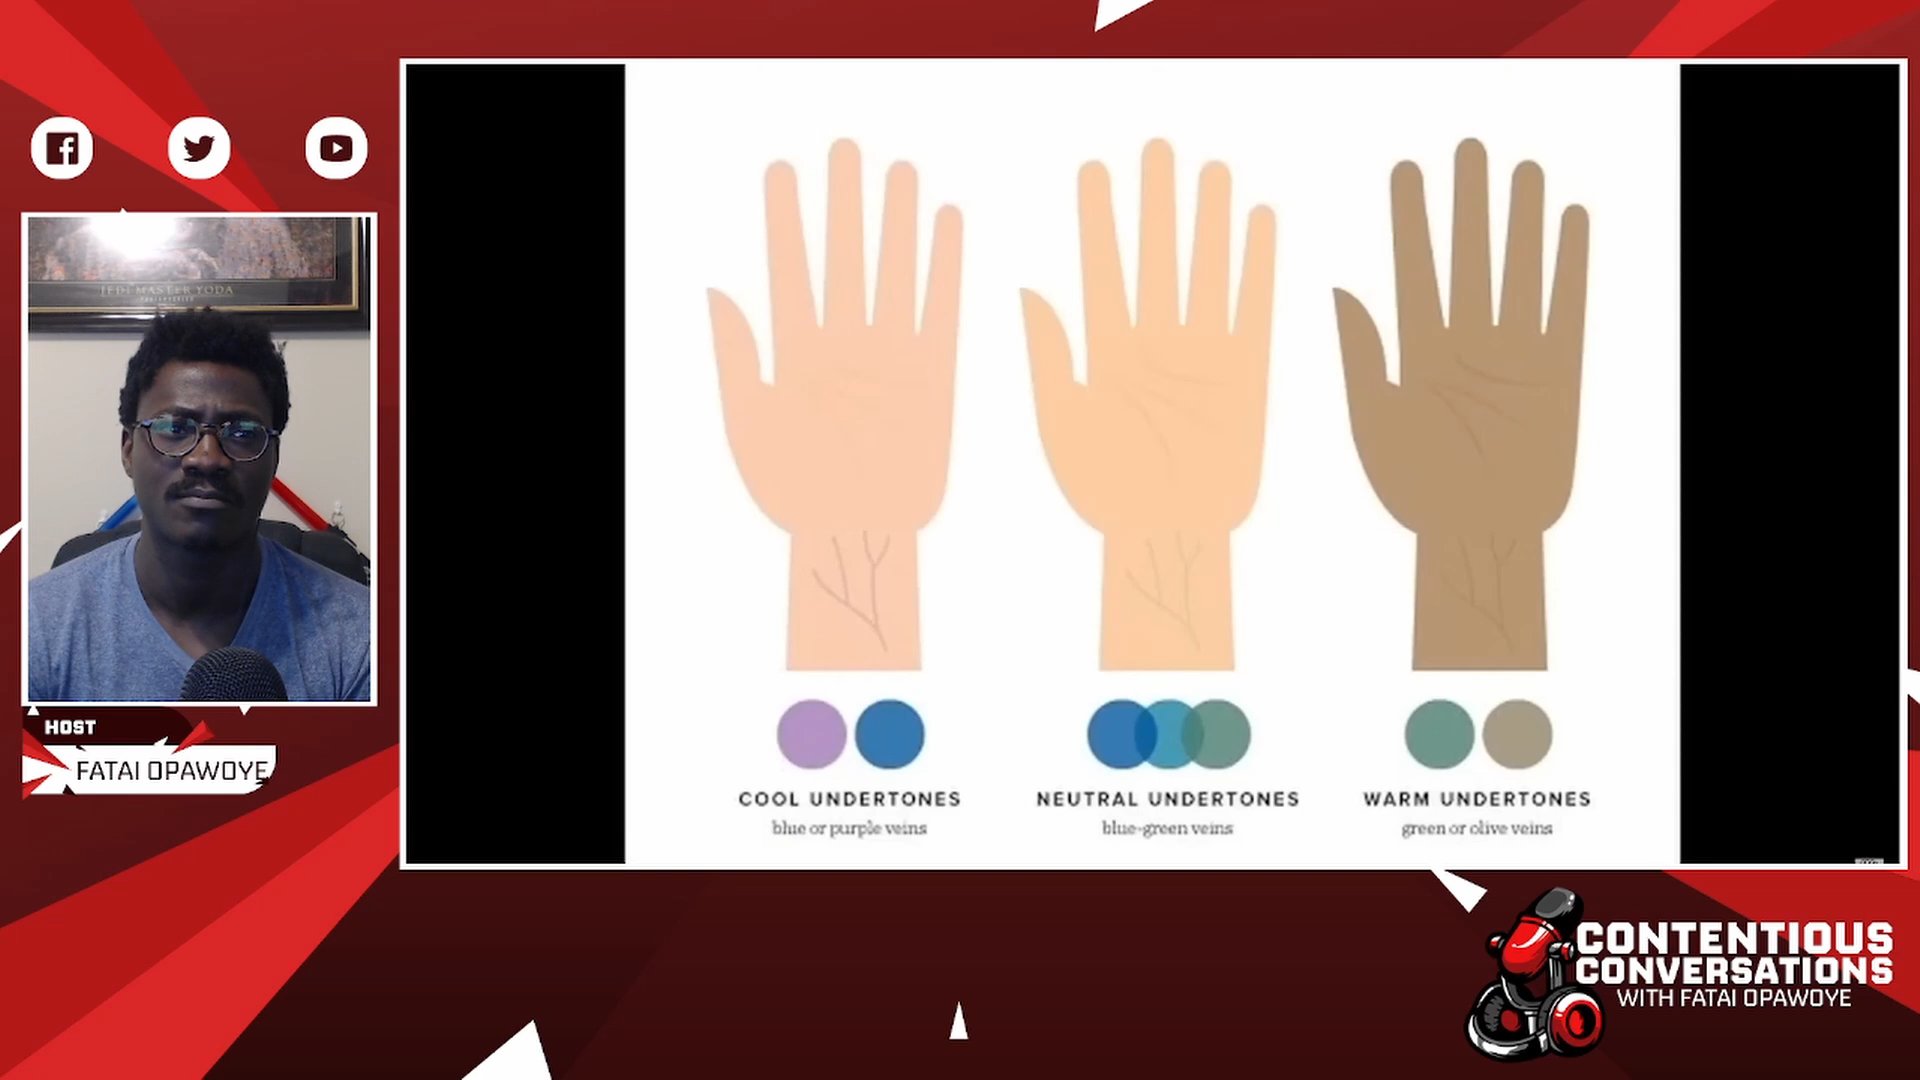 JEDI MASTER YODA
HOST
FATAI OPAWOYE
COOL UNDERTONES
blue or purple veins
NEUTRAL UNDERTONES
blue-green veins
WARM UNDERTONES
green or olive veins
CONTENTIOUS
CONVERSATIONS
WITH FATAI OPAWOYE